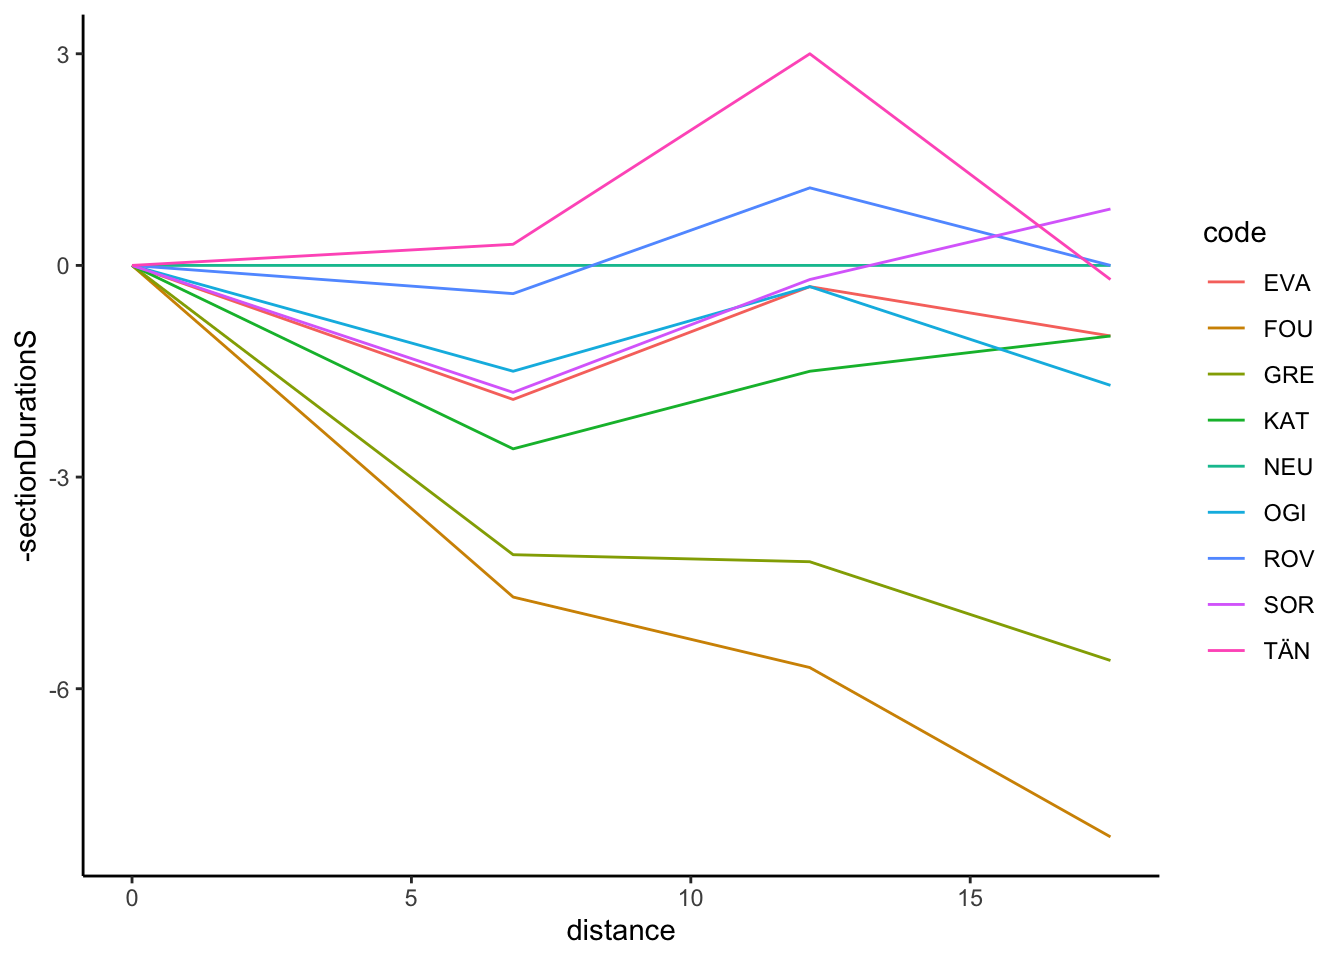 3
0
-3
-6
-sectionDurationS
0 5 10 15
distance
code
EVA
FOU
GRE
KAT
NEU
OGI
ROV
SOR
TÄN